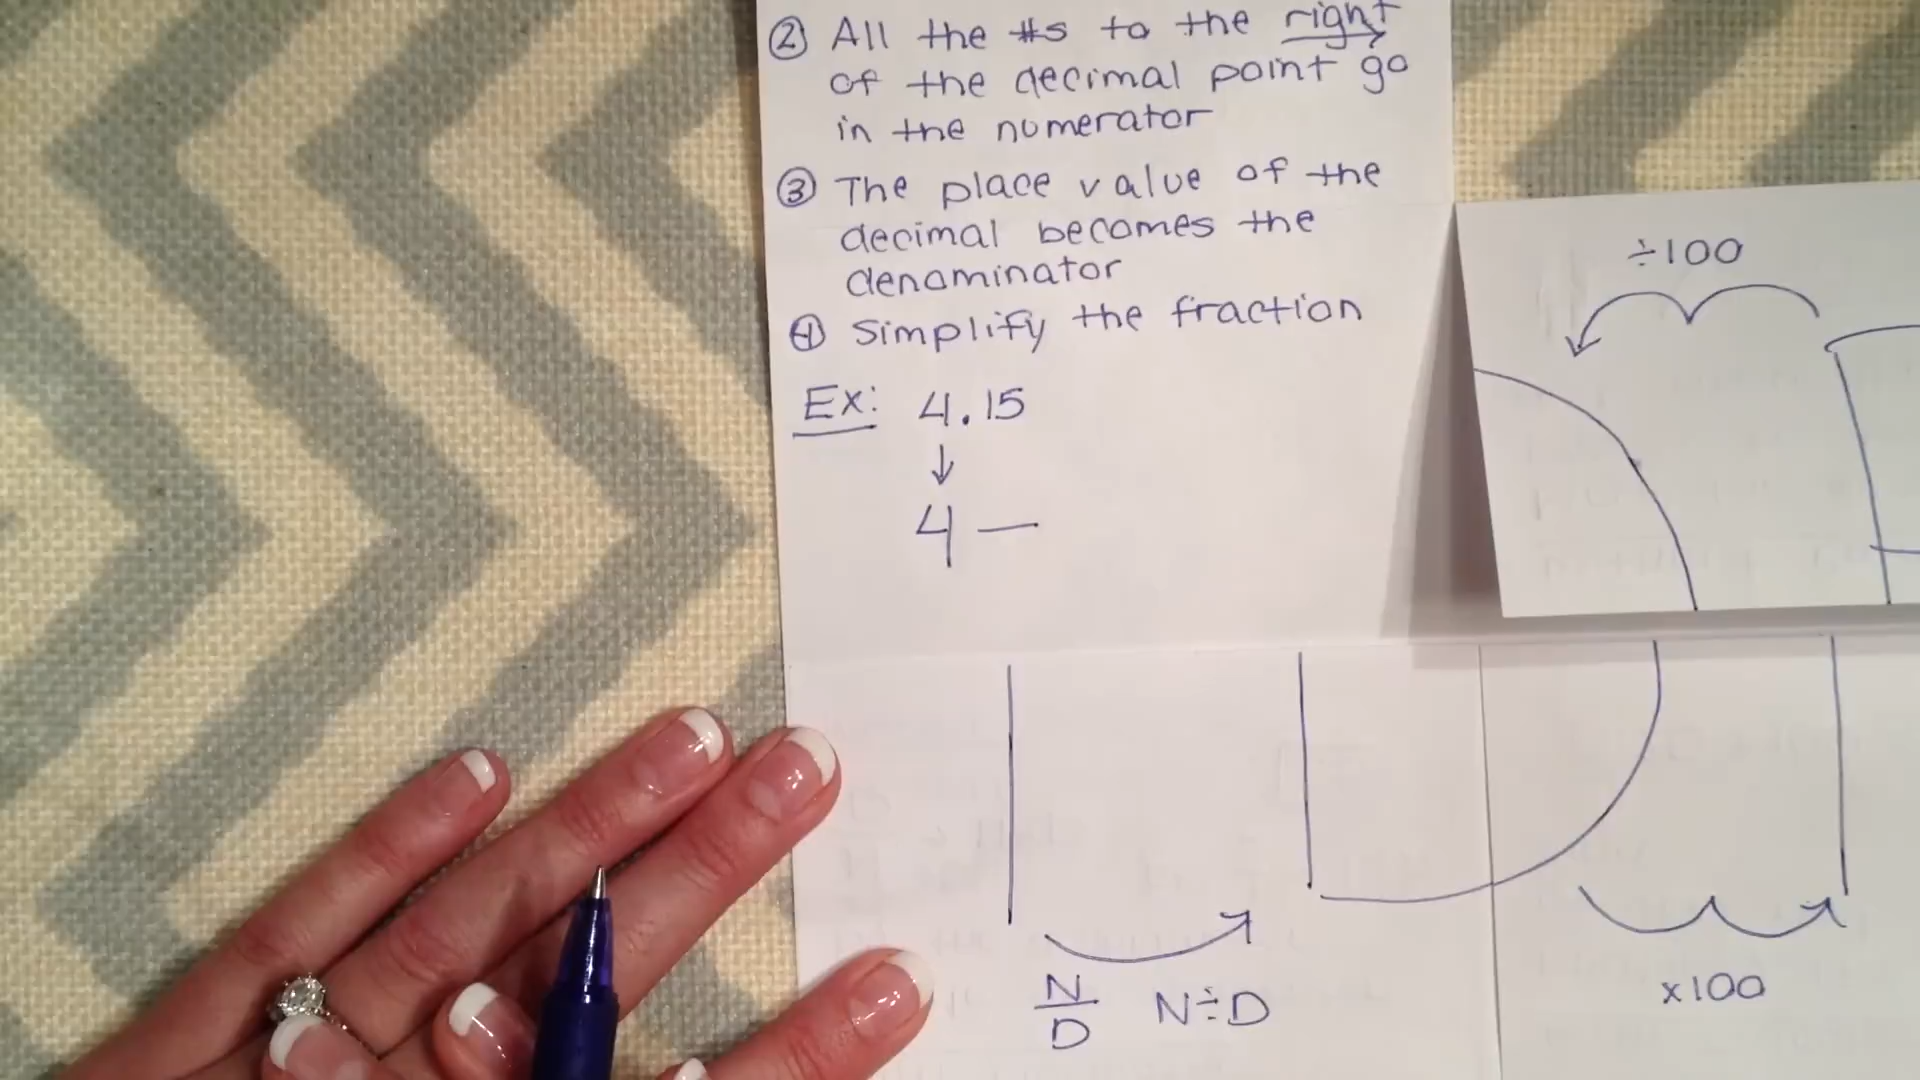 ② All the #s to the right
of the decimal point go
in the numerator
③ The place value of the
decimal becomes the
denominator
④ Simplify the fraction
Ex: 4.15
4
÷100
N
D
N÷D
x100